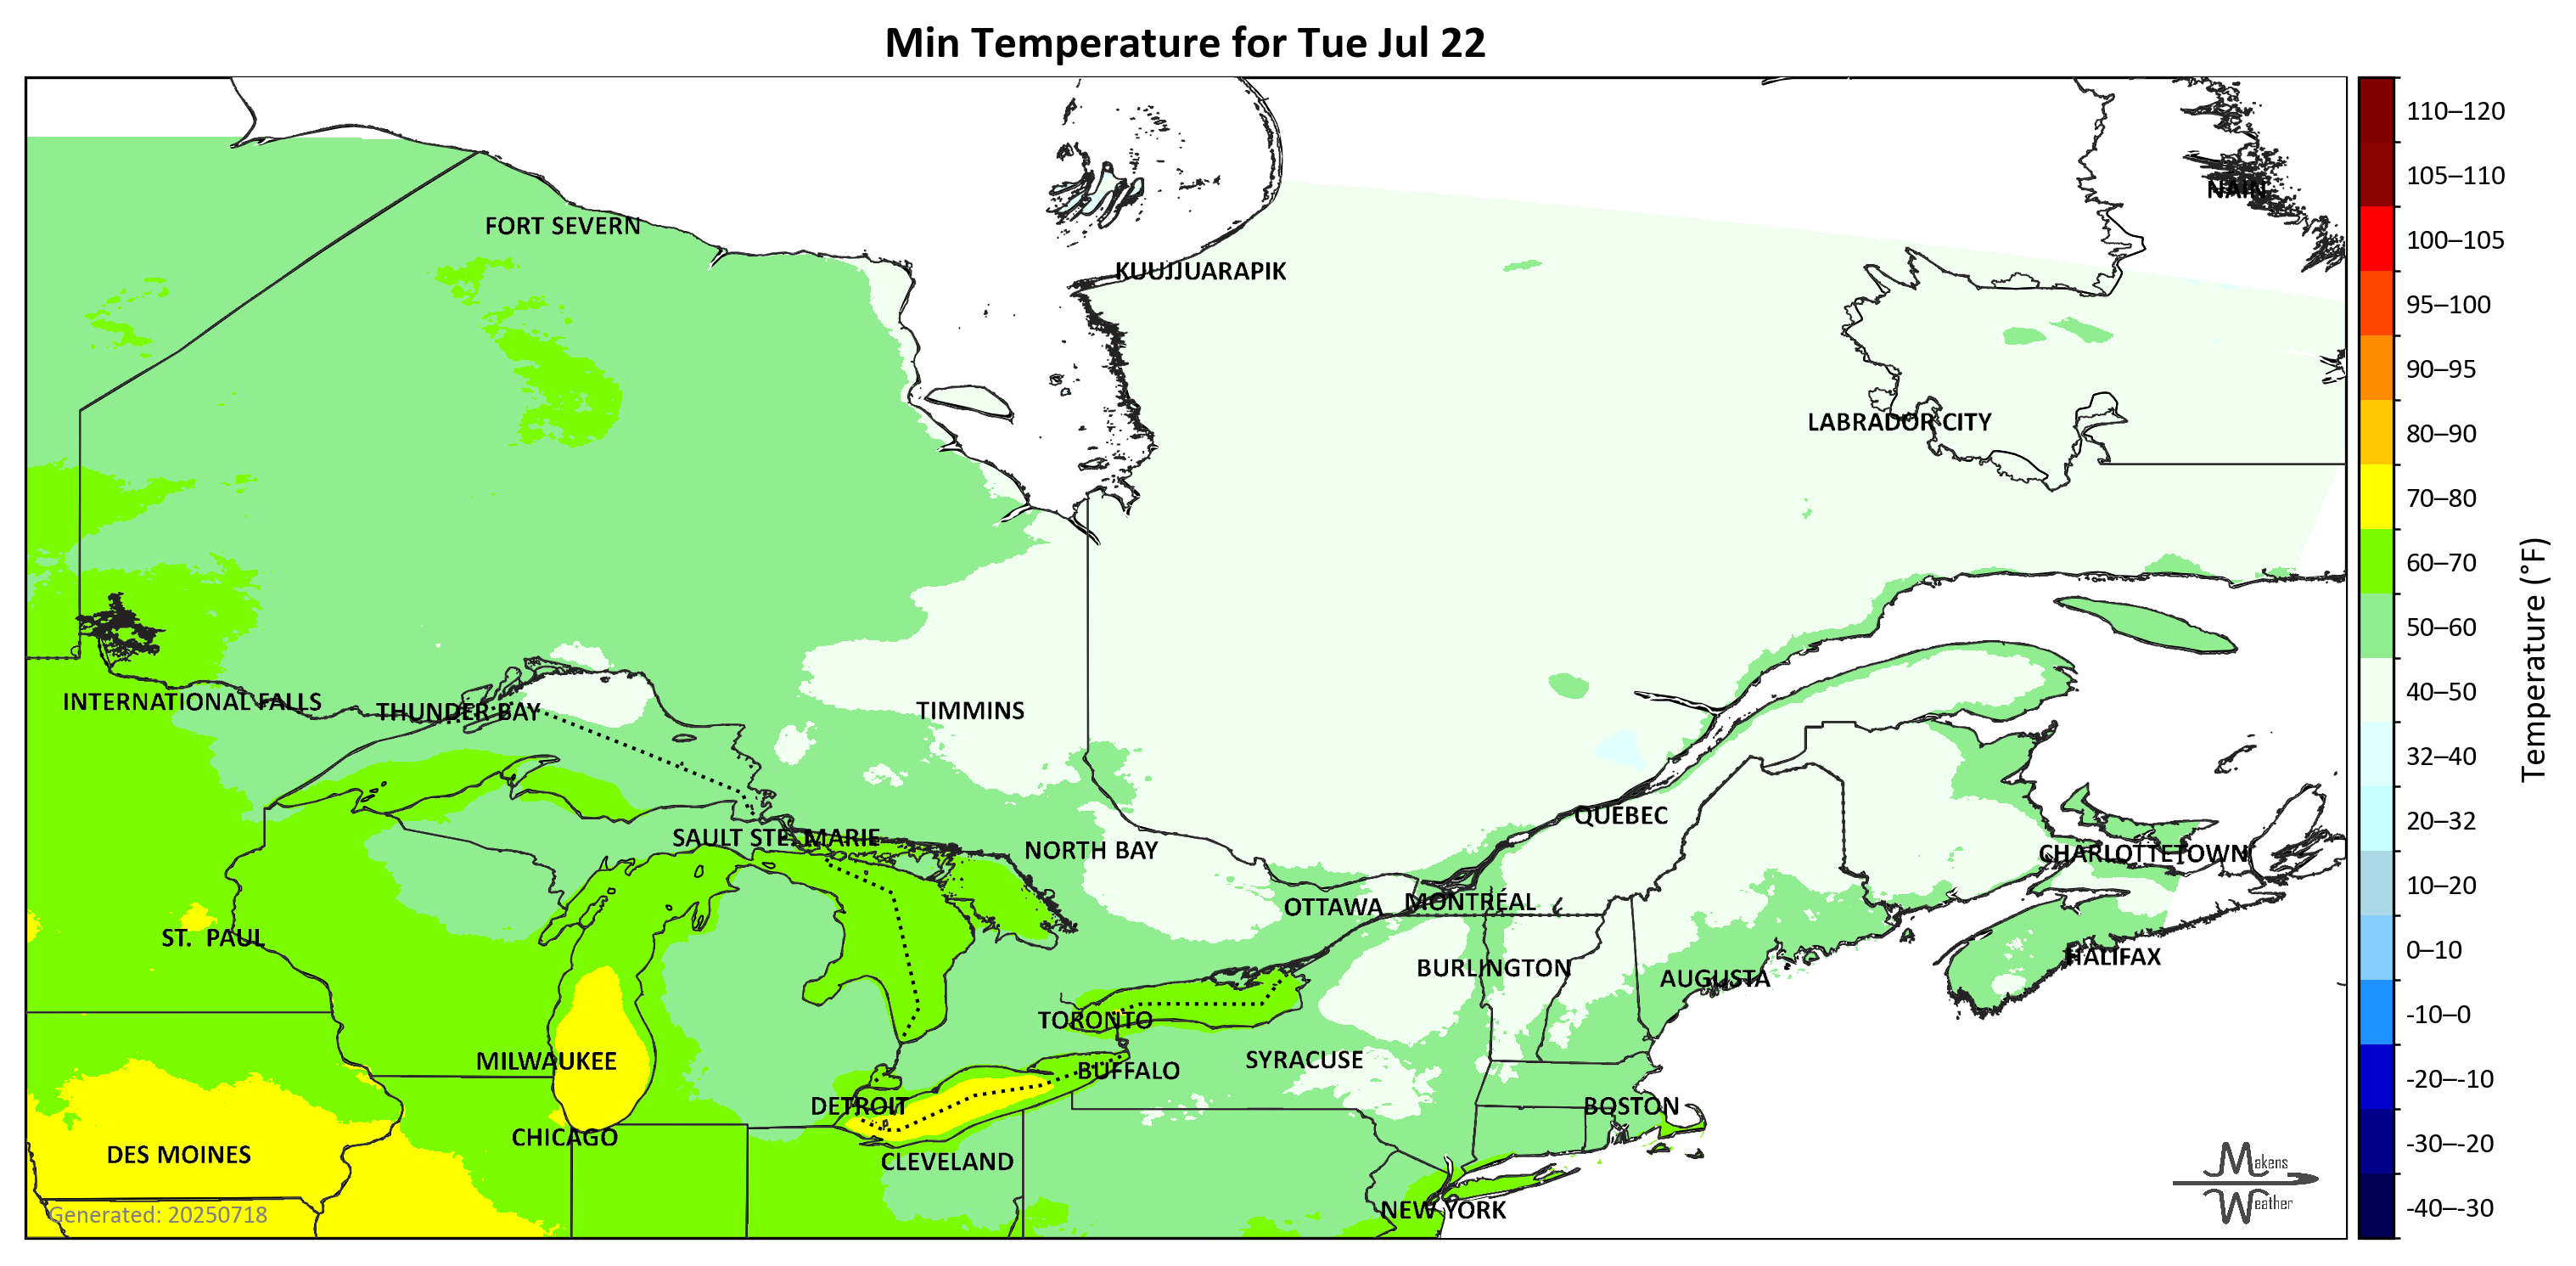 Min Temperature for Tue Jul 22
110–120
105–110
NAIN
FORT SEVERN
100–105
KUUJJUARAPIK
95–100
90–95
LABRADOR CITY
80–90
70–80
60–70
50–60
Temperature (°F)
INTERNATIONAL FALLS
THUNDER BAY
TIMMINS
40–50
32–40
QUEBEC
20–32
SAULT STE. MARIE
NORTH BAY
CHARLOTTETOWN
10–20
OTTAWA
MONTRÉAL
ST. PAUL
0–10
BURLINGTON
AUGUSTA
HALIFAX
-10–0
TORONTO
MILWAUKEE
SYRACUSE
BUFFALO
-20–-10
DETROIT
BOSTON
CHICAGO
-30–-20
DES MOINES
CLEVELAND
Makens
Weather
NEW YORK
-40–-30
Generated: 20250718